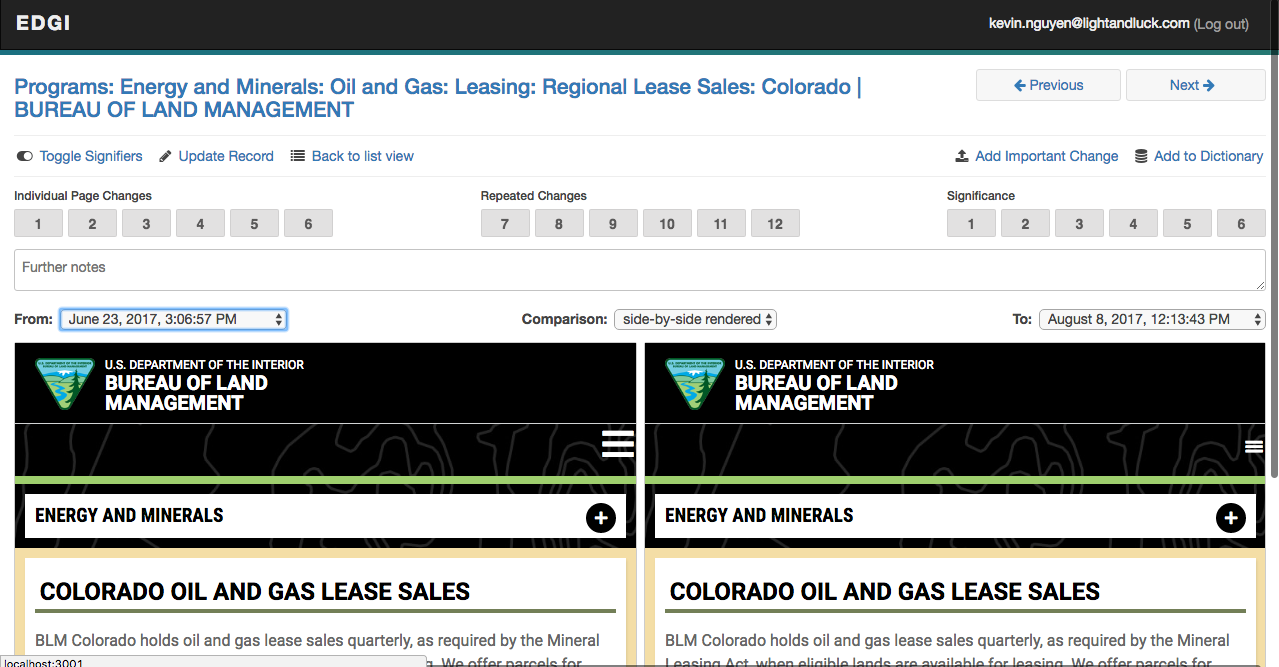 EDGI
kevin.nguyen@lightandluck.com (Log out)
Programs: Energy and Minerals: Oil and Gas: Leasing: Regional Lease Sales: Colorado |
BUREAU OF LAND MANAGEMENT
Previous
Next
Toggle Signifiers
Update Record
Back to list view
Add Important Change
Add to Dictionary
Individual Page Changes
1 2 3 4 5 6
Repeated Changes
7 8 9 10 11 12
Significance
1 2 3 4 5 6
Further notes
From: June 23, 2017, 3:06:57 PM
Comparison: side-by-side rendered
To: August 8, 2017, 12:13:43 PM
U.S. DEPARTMENT OF THE INTERIOR
BUREAU OF LAND
MANAGEMENT
ENERGY AND MINERALS
COLORADO OIL AND GAS LEASE SALES
BLM Colorado holds oil and gas lease sales quarterly, as required by the Mineral
We offer parcels for
U.S. DEPARTMENT OF THE INTERIOR
BUREAU OF LAND
MANAGEMENT
ENERGY AND MINERALS
COLORADO OIL AND GAS LEASE SALES
BLM Colorado holds oil and gas lease sales quarterly, as required by the Mineral
Leasing Act, when eligible lands are available for leasing. We offer parcels for
localhost:3001